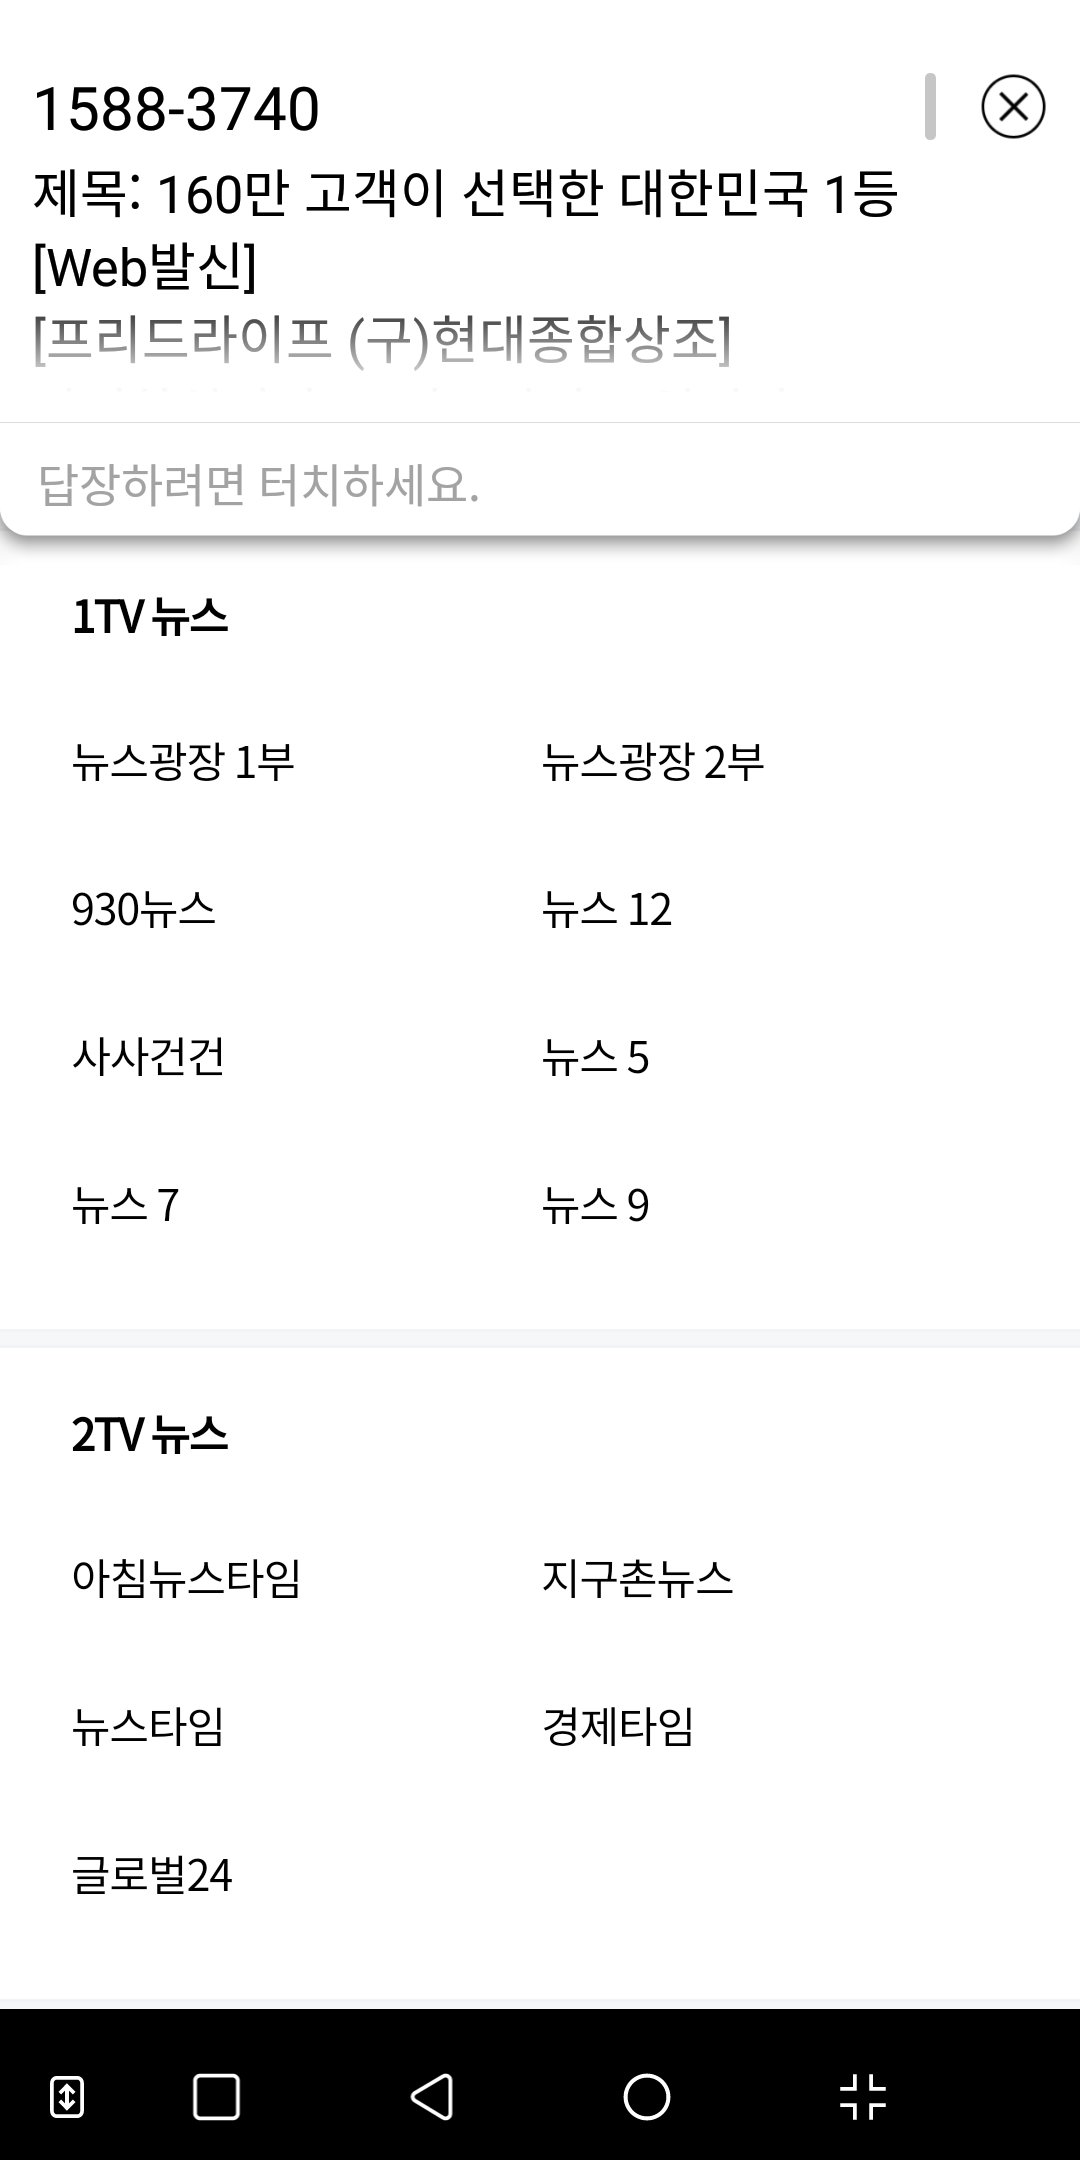 1588-3740
제목: 160만 고객이 선택한 대한민국 1등
[Web발신]
[프리드라이프 (구)현대종합상조]
답장하려면 터치하세요.
1TV 뉴스
뉴스광장 1부 뉴스광장 2부
930뉴스 뉴스 12
사사건건 뉴스 5
뉴스 7 뉴스 9
2TV 뉴스
아침뉴스타임 지구촌뉴스
뉴스타임 경제타임
글로벌24